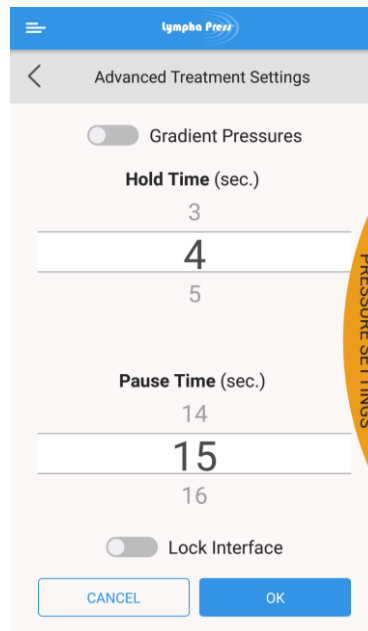 Lympha Press
Advanced Treatment Settings
Gradient Pressures
Hold Time (sec.)
3
4
5
PRESSURE SETTINGS
Pause Time (sec.)
14
15
16
Lock Interface
CANCEL
OK